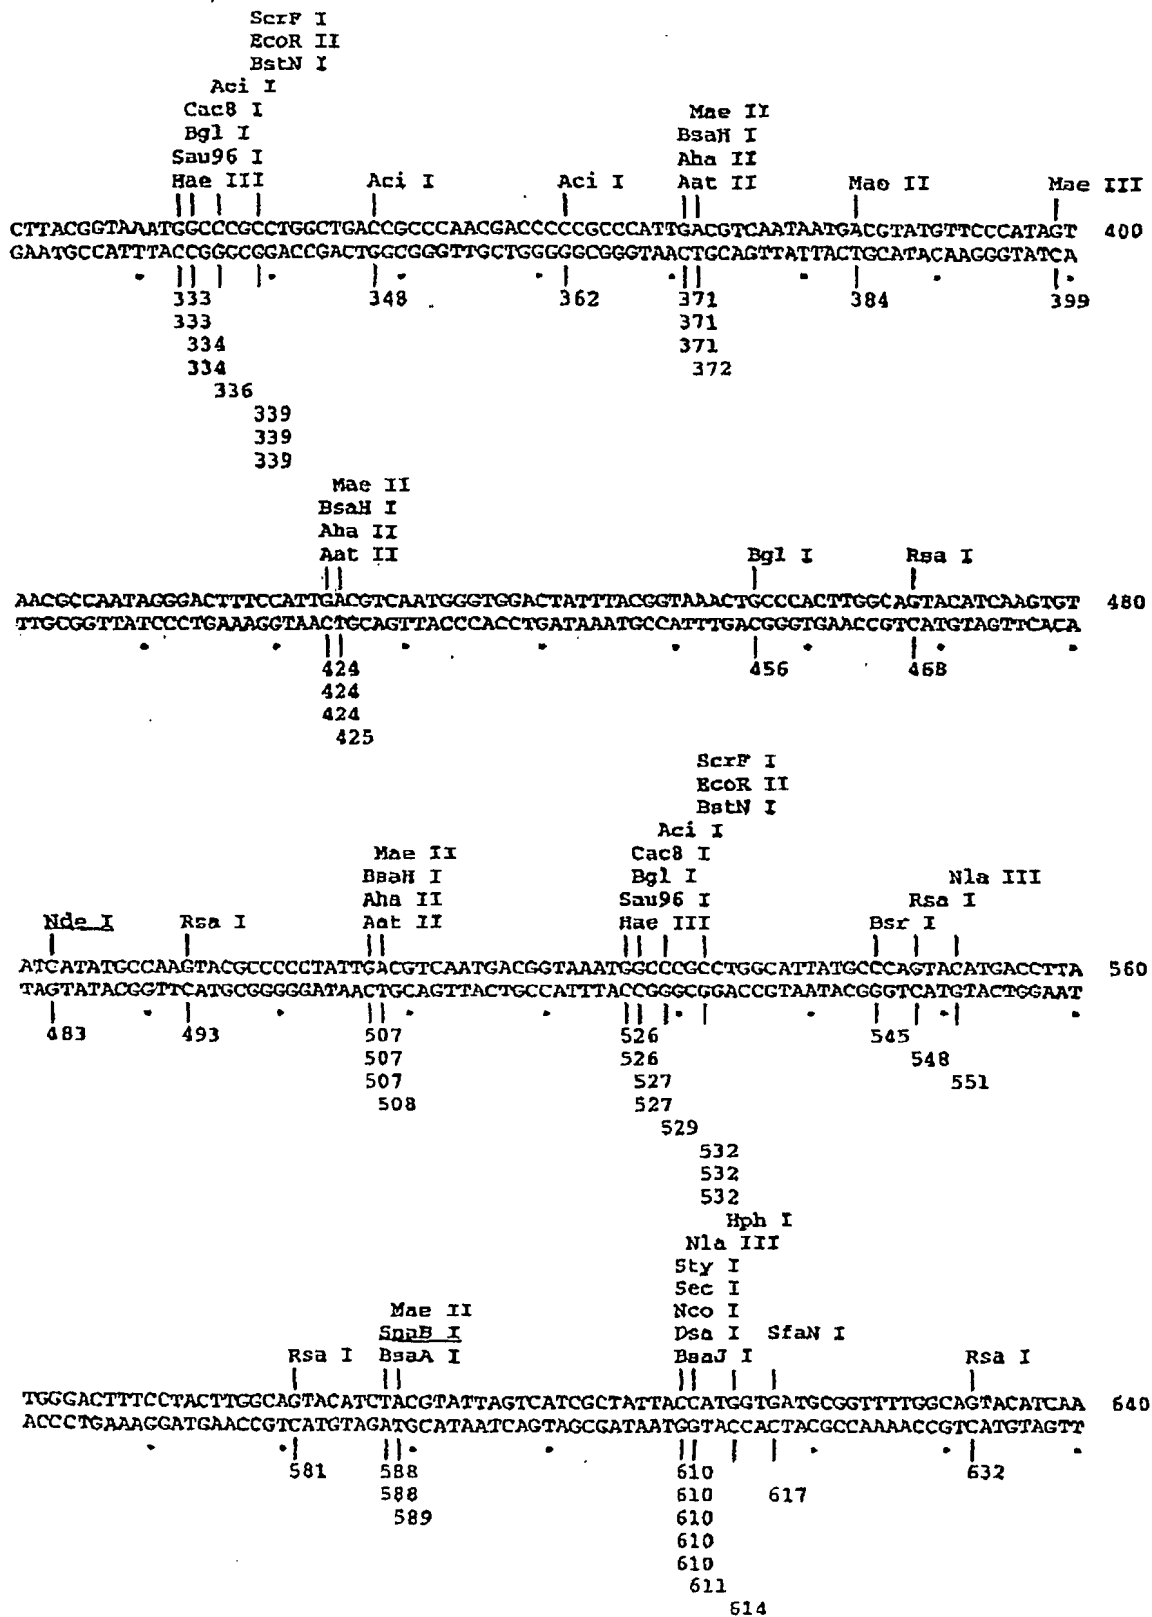 ScrF I
EcoR II
BstN I
Aci I
Cac8 I
Bgl I
Sau96 I
Hae III Aci I Aci I
Mae II
BsaH I
Aha II
Aat II Mae II Mae III
CTTACGGTAAATGGCCCGCCTGGCTGACCGCCCAACGACCCCCGCCCATTGACGTCAATAATGACGTATGTTCCCATAGT 400
GAATGCCATTTACCGGGCGGACCGACTGGCGGGTTGCTGGGGGCGGGTAACTGCAGTTATTACTGCATACAAGGGTATCA
333 348 362 371 384 399
333 371
334 371
334 372
336
339
339
339
Mae II
BsaH I
Aha II
Aat II Bgl I Rsa I
AACGCCAATAGGGACTTTCCATTGACGTCAATGGGTGGACTATTTACGGTAAACTGCCCACTTGGCAGTACATCAAGTGT 480
TTGCGGTTATCCCTGAAAGGTAACTGCAGTTACCCACCTGATAAATGCCATTTGACGGGTGAACCGTCATGTAGTTCACA
424 456 468
424
424
425
ScrF I
EcoR II
BstN I
Aci I
Mae II Cac8 I
BsaH I Bgl I Nla III
Aha II Sau96 I Rsa I
Nde I Rsa I Aat II Hae III Bsr I
ATCATATGCCAAGTACGCCCCCTATTGACGTCAATGACGGTAAATGGCCCGCCTGGCATTATGCCCAGTACATGACCTTA 560
TAGTATACGGTTCATGCGGGGGATAACTGCAGTTACTGCCATTTACCGGGCGGACCGTAATACGGGTCATGTACTGGAAT
483 493 507 526 545
507 526 548
507 527 551
508 527
529
532
532
532
Hph I
Nla III
Sty I
Sec I
Mae II Nco I
SnaB I Dsa I SfaN I
Rsa I BsaA I BsaJ I Rsa I
TGGGACTTTCCTACTTGGCAGTACATCTACGTATTAGTCATCGCTATTACCATGGTGATGCGGTTTTGGCAGTACATCAA 640
ACCCTGAAAGGATGAACCGTCATGTAGATGCATAATCAGTAGCGATAATGGTACCACTACGCCAAAACCGTCATGTAGTT
581 588 610 632
588 610 617
589 610
610
610
611
614